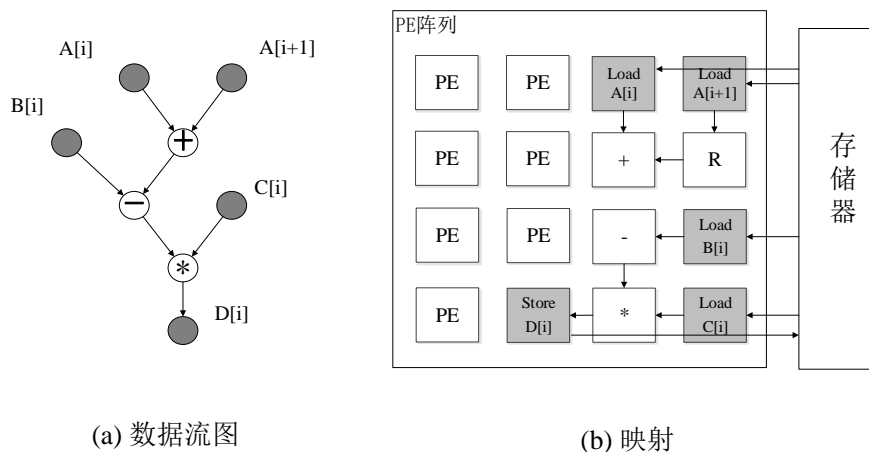 A[i]
A[i+1]
B[i]
+
−
C[i]
*
D[i]
(a) 数据流图
PE阵列
PE
PE
Load
A[i]
Load
A[i+1]
PE
PE
+
R
PE
PE
-
Load
B[i]
PE
Store
D[i]
*
Load
C[i]
存
储
器
(b) 映射